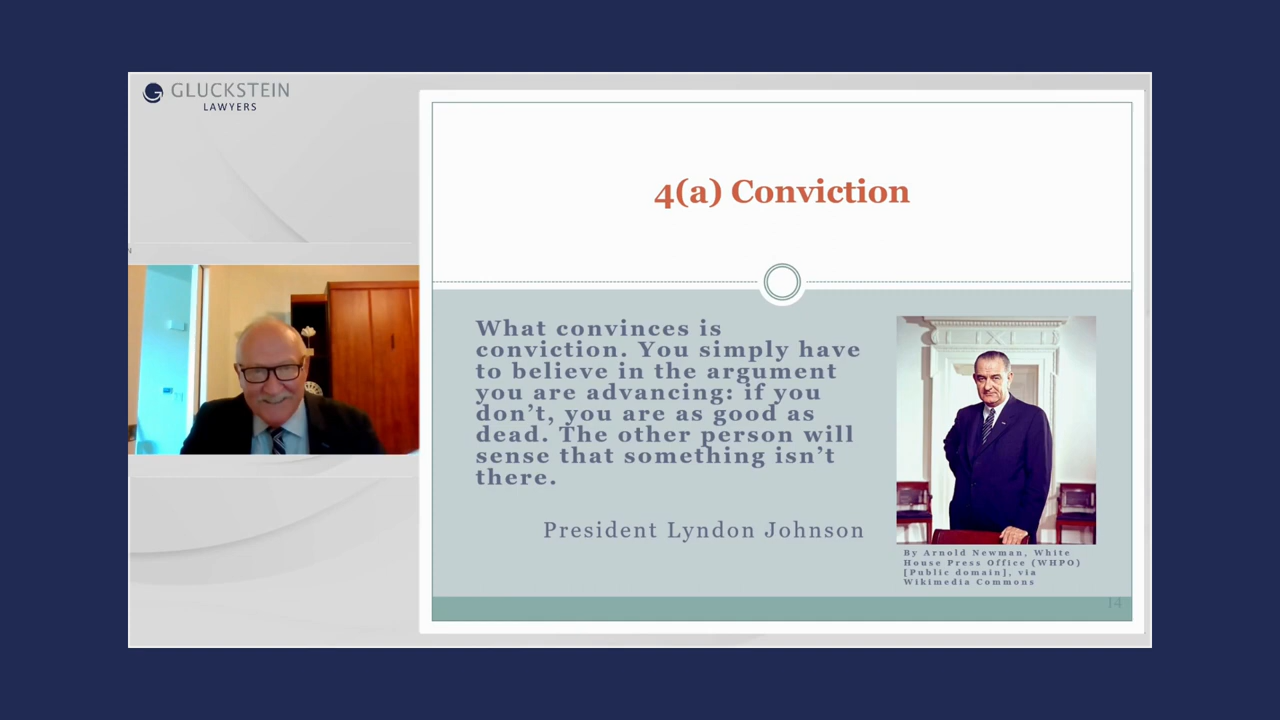 GLUCKSTEIN
LAWYERS
N
4(a) Conviction
What convinces is
conviction. You simply have
to believe in the argument
you are advancing: if you
don't, you are as good as
dead. The other person will
sense that something isn't
there.
President Lyndon Johnson
By Arnold Newman, White
House Press Office (WHPO)
[Public domain], via
Wikimedia Commons
14